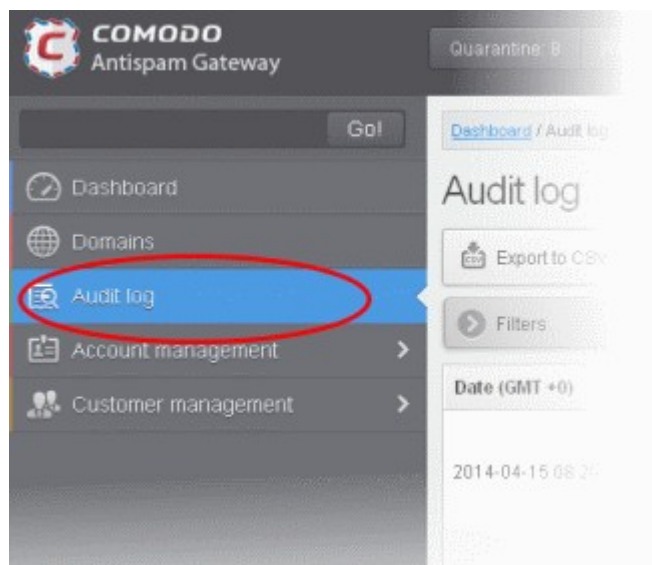 COMODO
Antispam Gateway
Quarantine: 8
Go!
Dashboard / Audit log
Dashboard
Audit log
Domains
Export to CSV
Audit log
Filters
Account management
Date (GMT +0)
Customer management
2014-04-15 08: